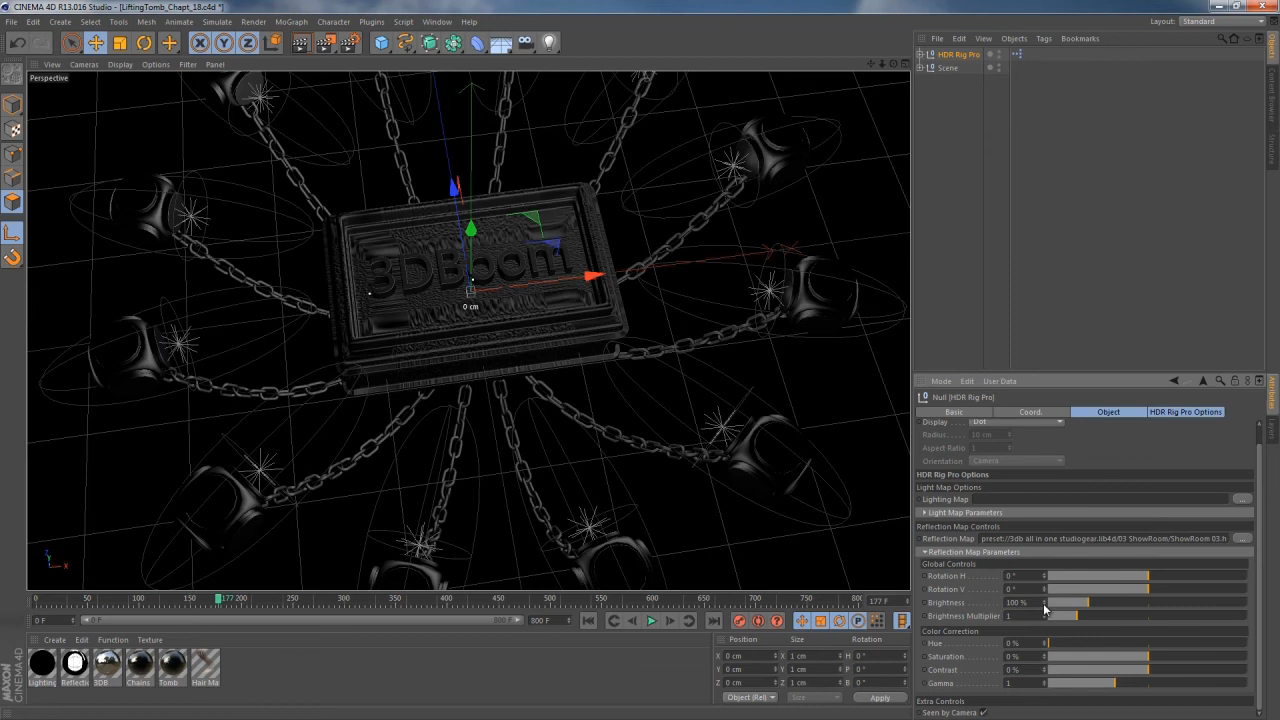 CINEMA 4D R13.016 Studio - [LiftingTomb_Chapt_18.c4d *]
File Edit Create Select Tools Mesh Animate Simulate Render MoGraph Character Plugins Script Window Help
Layout: Standard
File Edit View Objects Tags Bookmarks
HDR Rig Pro
Scene
Objects
Content Browser
Structure
View Cameras Display Options Filter Panel
Perspective
3DBoom
0 cm
Y
Z
X
Mode Edit User Data
Null [HDR Rig Pro]
Basic Coord. Object HDR Rig Pro Options
Display Dot
Radius 10 cm
Aspect Ratio 1
Orientation Camera
HDR Rig Pro Options
Light Map Options
Lighting Map ...
Light Map Parameters
Reflection Map Controls
Reflection Map preset://3db all in one studiogear.lib4d/03 ShowRoom/ShowRoom 03.h ...
Reflection Map Parameters
Global Controls
Rotation H 0 °
Rotation V 0 °
Brightness 100 %
Brightness Multiplier 1
Color Correction
Hue 0 %
Saturation 0 %
Contrast 0 %
Gamma 1
Extra Controls
Seen by Camera
Attributes
Layers
0 50 100 150 177 200 250 300 350 400 450 500 550 600 650 700 750 800 177 F
0 F 0 F 800 F 800 F
Create Edit Function Texture
Lighting Reflecti 3DB Chains Tomb Hair Ma
Position Size Rotation
X 0 cm X 1 cm H 0 °
Y 0 cm Y 1 cm P 0 °
Z 0 cm Z 1 cm B 0 °
Object (Rel) Size Apply
MAXON CINEMA 4D